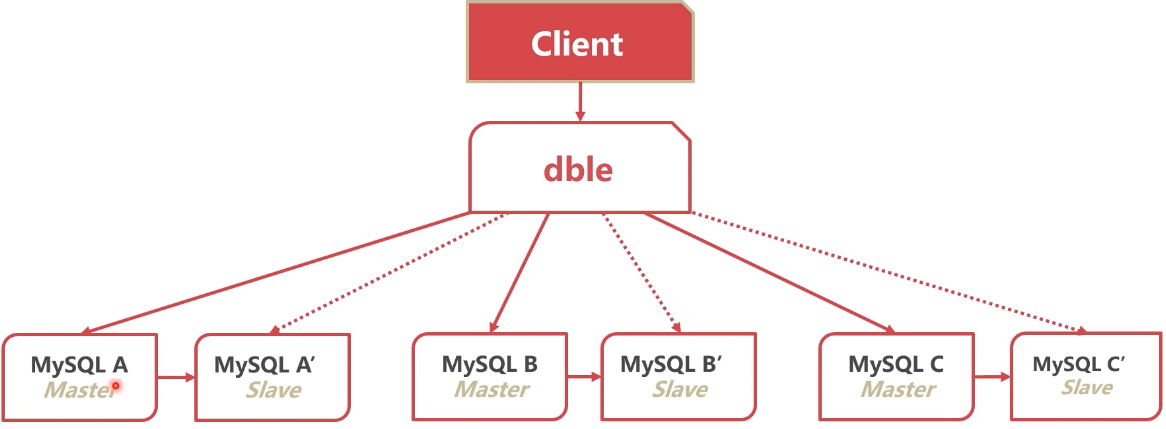 Client
dble
MySQL A
Master
MySQL A’
Slave
MySQL B
Master
MySQL B’
Slave
MySQL C
Master
MySQL C’
Slave